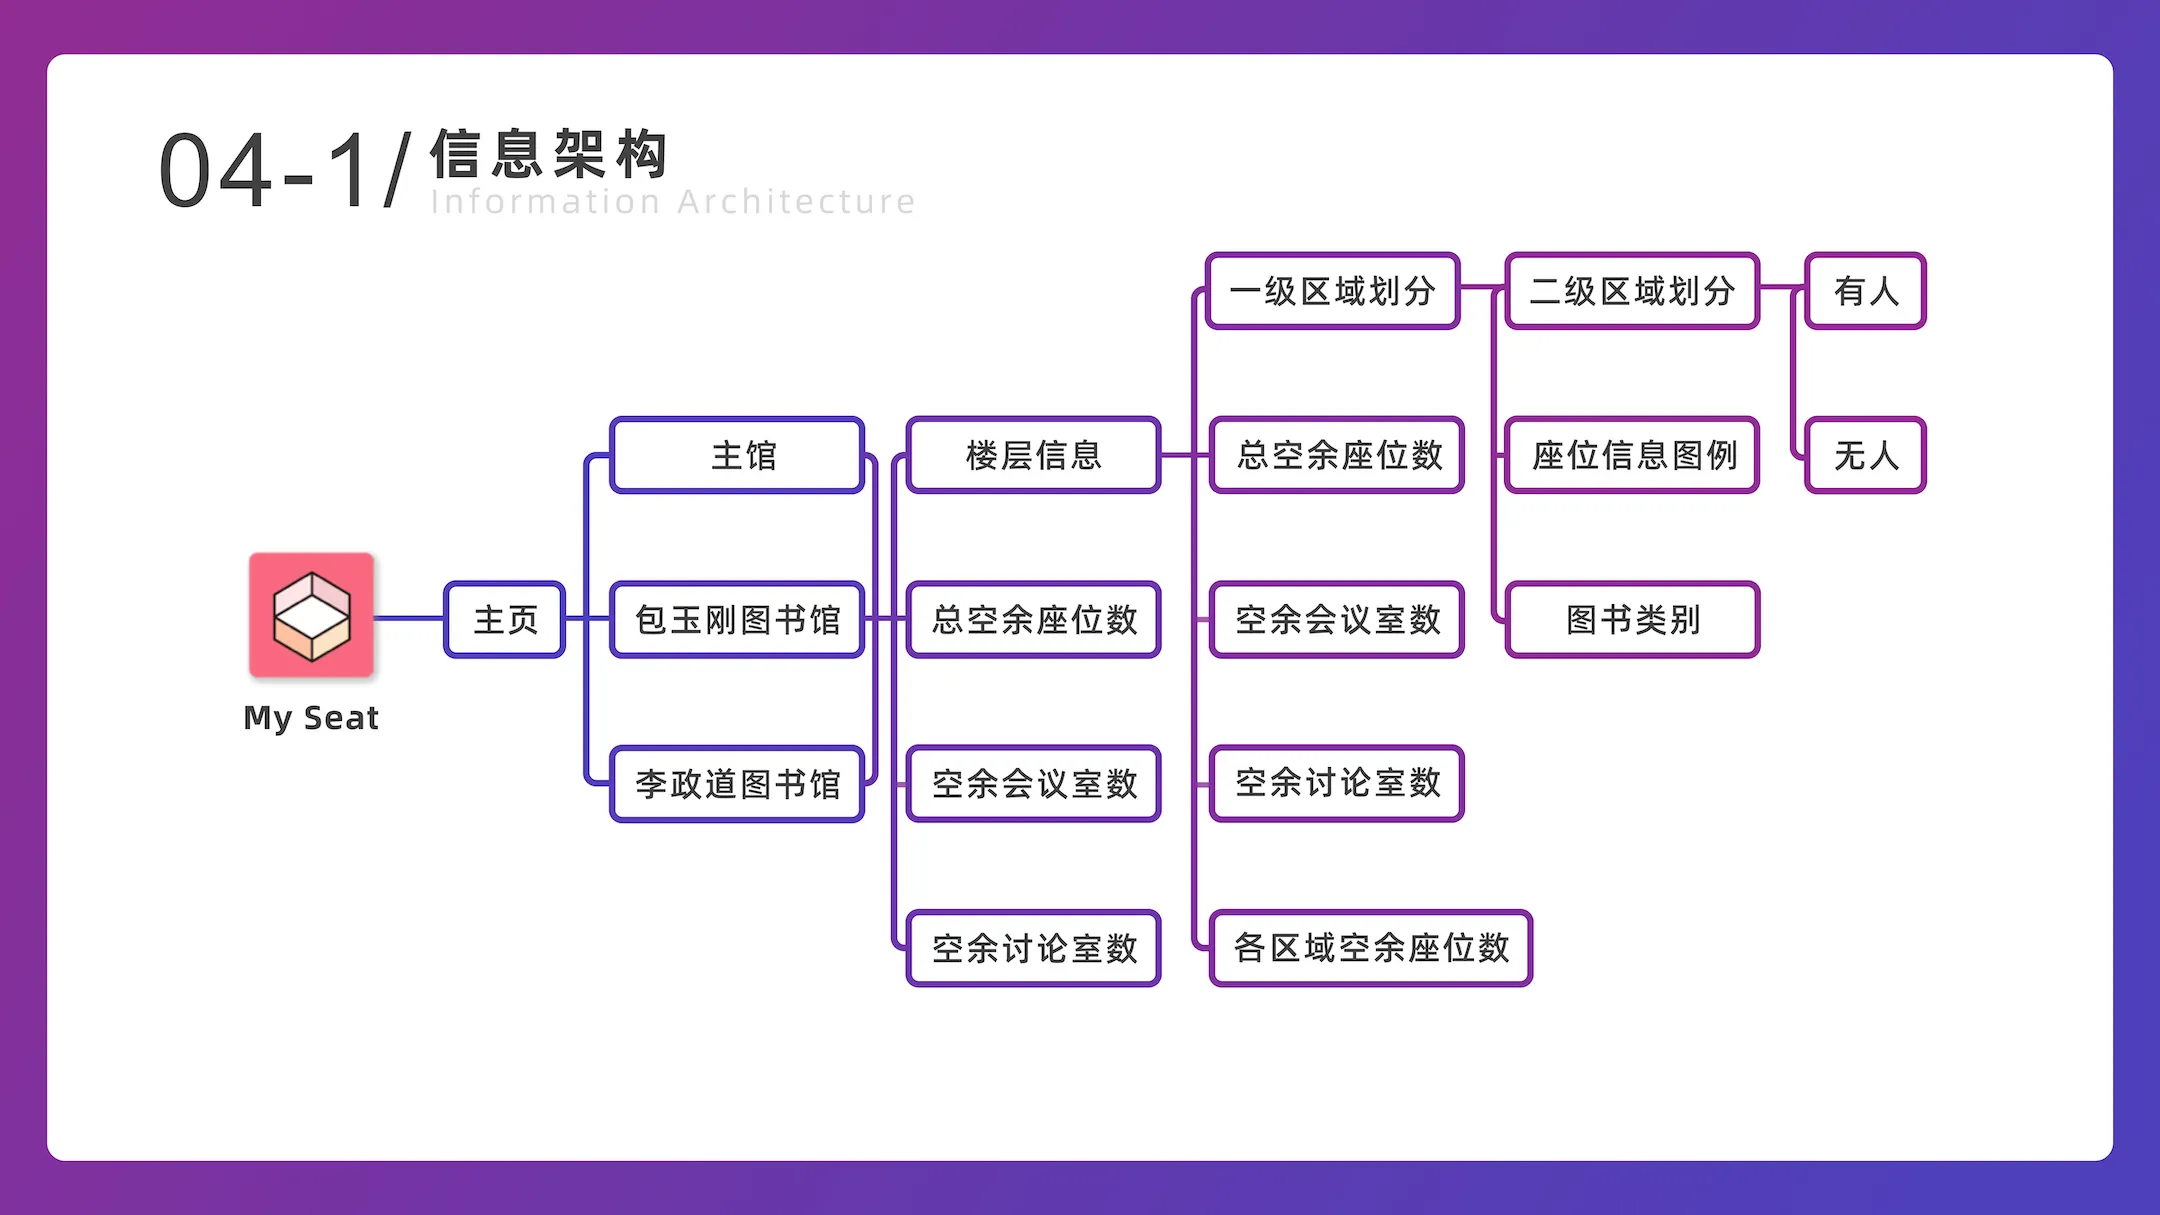 04-1/信息架构
Information Architecture
一级区域划分
二级区域划分
有人
主馆
楼层信息
总空余座位数
座位信息图例
无人
主页
包玉刚图书馆
总空余座位数
空余会议室数
图书类别
My Seat
李政道图书馆
空余会议室数
空余讨论室数
空余讨论室数
各区域空余座位数